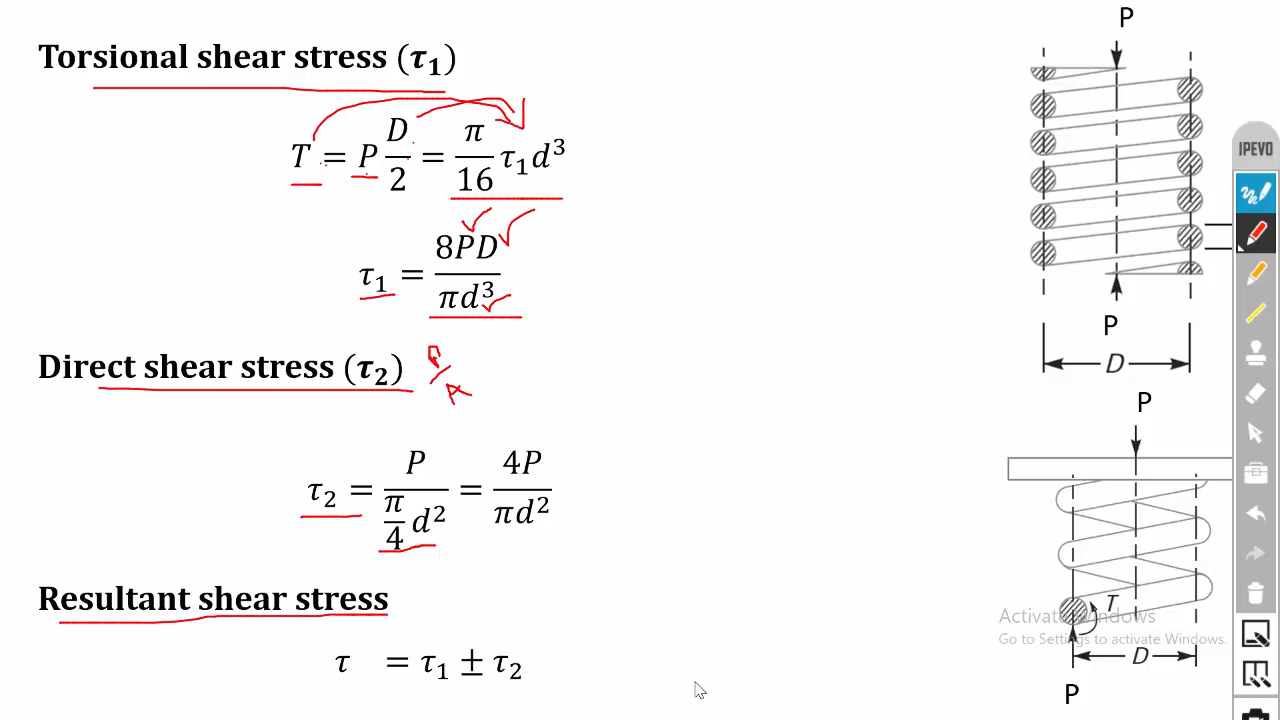 Torsional shear stress (τ₁)
T = P D/2 = π/16 τ₁d³
τ₁ = 8PD/πd³
Direct shear stress (τ₂) P/A
τ₂ = P/(π/4 d²) = 4P/πd²
Resultant shear stress
τ = τ₁ ± τ₂
P
P
D
P
T
D
P
IPEVO
Activate Windows
Go to Settings to activate Windows.